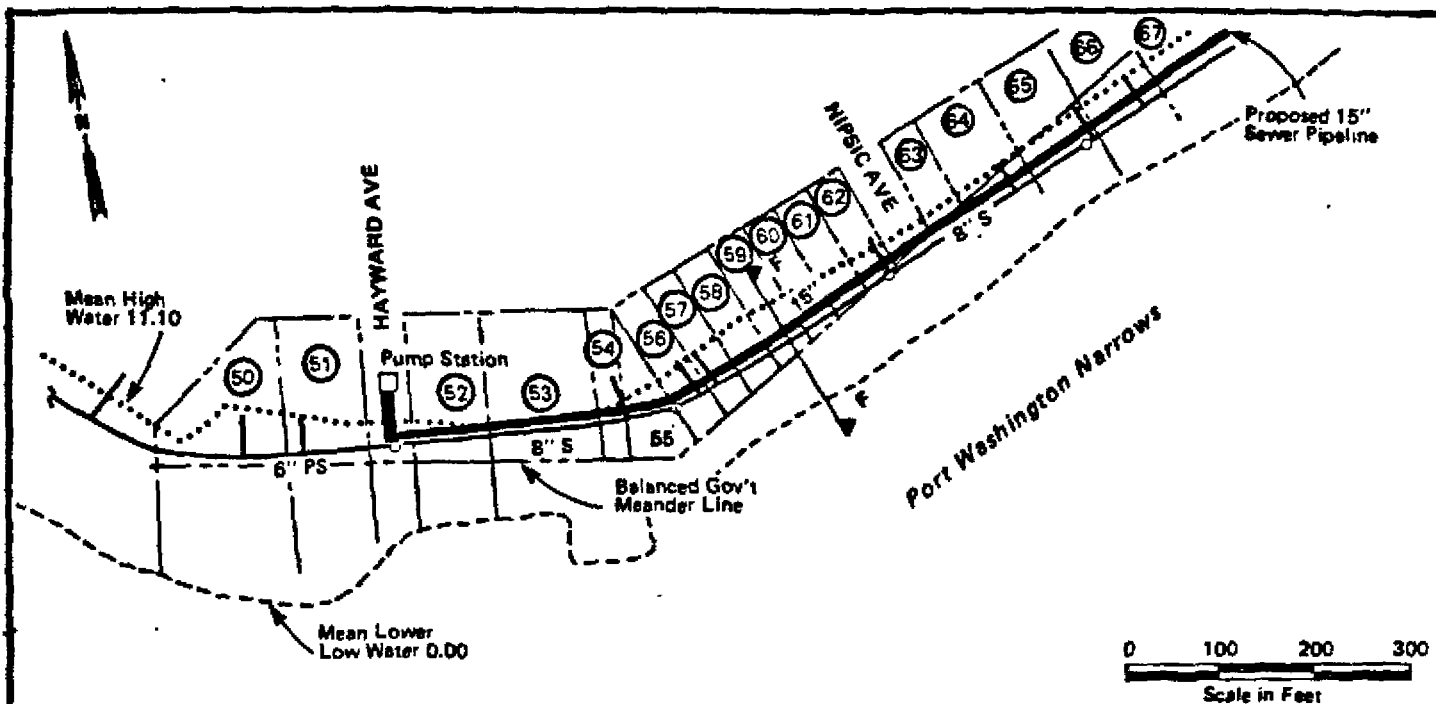 N
HAYWARD AVE
NIPSIC AVE
67
66
65
64
63
62
61
60
59
58
57
56
54
53
52
51
50
55
F
F
15"
8" S
8" S
6" PS
Pump Station
Proposed 15"
Sewer Pipeline
Mean High
Water 11.10
Balanced Gov't
Meander Line
Port Washington Narrows
Mean Lower
Low Water 0.00
0 100 200 300
Scale in Feet